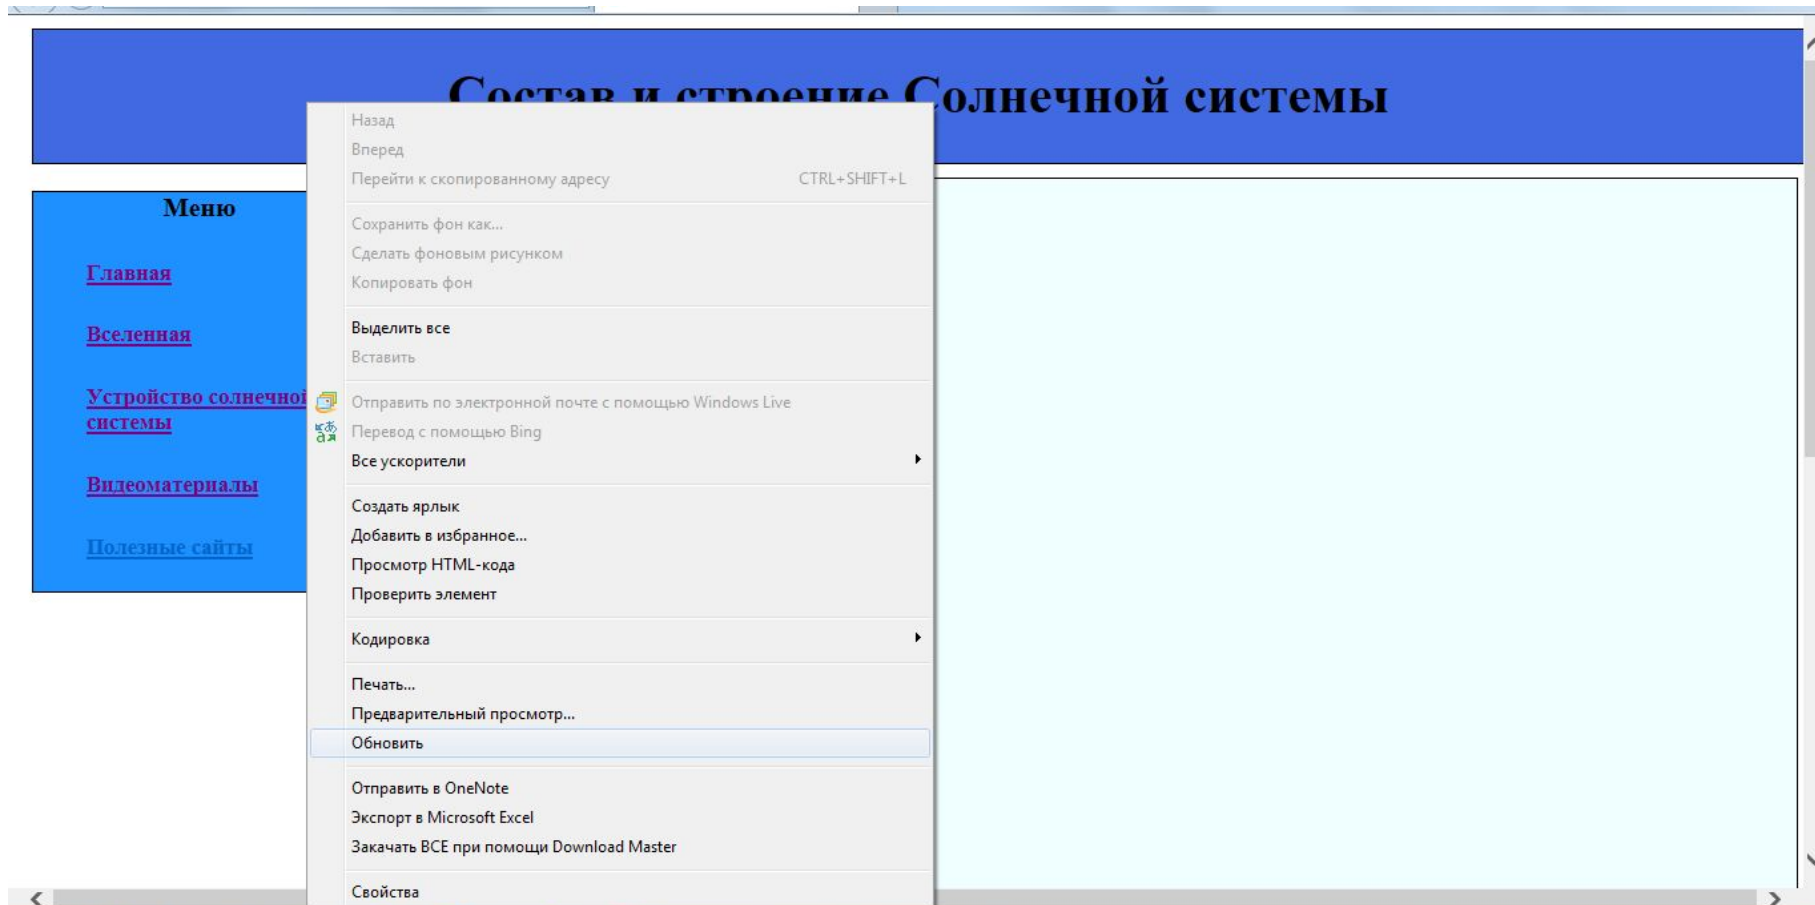 Состав и строение Солнечной системы
Меню
Главная
Вселенная
Устройство солнечной
системы
Видеоматериалы
Полезные сайты
Назад
Вперед
Перейти к скопированному адресу CTRL+SHIFT+L
Сохранить фон как...
Сделать фоновым рисунком
Копировать фон
Выделить все
Вставить
Отправить по электронной почте с помощью Windows Live
Перевод с помощью Bing
Все ускорители
Создать ярлык
Добавить в избранное...
Просмотр HTML-кода
Проверить элемент
Кодировка
Печать...
Предварительный просмотр...
Обновить
Отправить в OneNote
Экспорт в Microsoft Excel
Закачать ВСЕ при помощи Download Master
Свойства